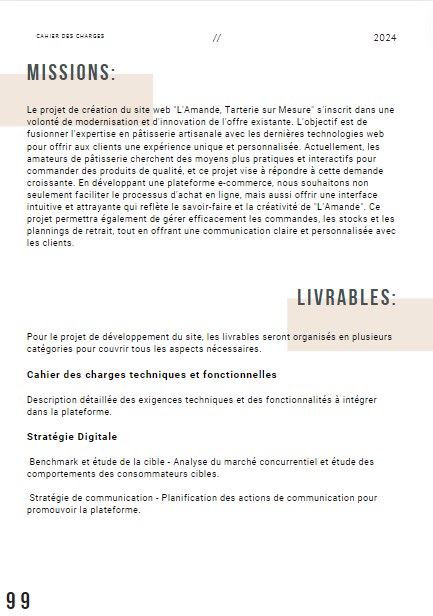 CAHIER DES CHARGES // 2024
MISSIONS:
Le projet de création du site web "L'Amande, Tarterie sur Mesure" s'inscrit dans une
volonté de modernisation et d'innovation de l'offre existante. L'objectif est de
fusionner l'expertise en pâtisserie artisanale avec les dernières technologies web
pour offrir aux clients une expérience unique et personnalisée. Actuellement, les
amateurs de pâtisserie cherchent des moyens plus pratiques et interactifs pour
commander des produits de qualité, et ce projet vise à répondre à cette demande
croissante. En développant une plateforme e-commerce, nous souhaitons non
seulement faciliter le processus d'achat en ligne, mais aussi offrir une interface
intuitive et attrayante qui reflète le savoir-faire et la créativité de "L'Amande". Ce
projet permettra également de gérer efficacement les commandes, les stocks et les
plannings de retrait, tout en offrant une communication claire et personnalisée avec
les clients.
LIVRABLES:
Pour le projet de développement du site, les livrables seront organisés en plusieurs
catégories pour couvrir tous les aspects nécessaires.
Cahier des charges techniques et fonctionnelles
Description détaillée des exigences techniques et des fonctionnalités à intégrer
dans la plateforme.
Stratégie Digitale
Benchmark et étude de la cible - Analyse du marché concurrentiel et étude des
comportements des consommateurs cibles.
Stratégie de communication - Planification des actions de communication pour
promouvoir la plateforme.
99